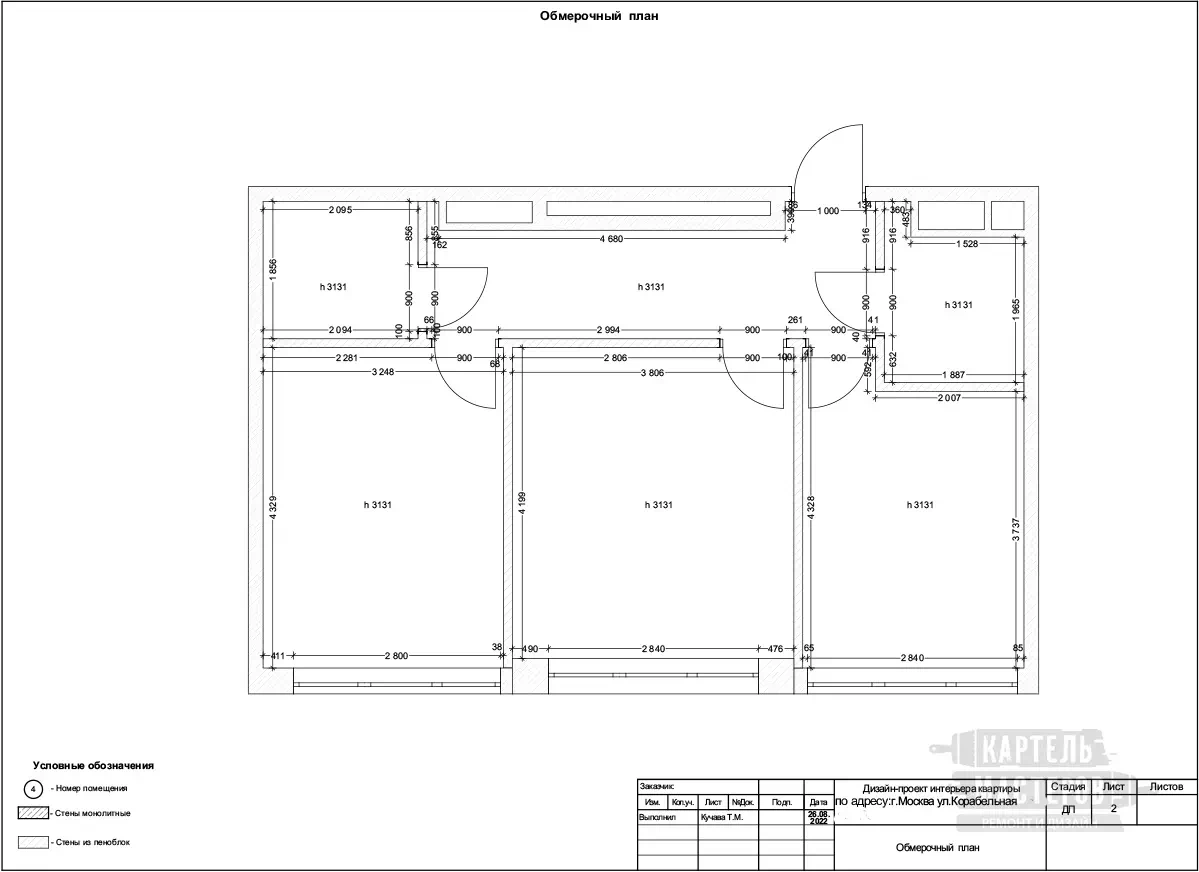 Обмерочный план
2 095
856
855
162
4 680
86
390
1 000
134
360
483
916
916
1 528
1 856
h 3131
h 3131
h 3131
900
900
900
900
1 965
2 094
100
66
100
900
2 994
900
261
900
41
40
632
2 281
900
68
2 806
900
100
41
900
41
592
3 248
3 806
1 887
2 007
4 329
h 3131
4 199
h 3131
4 328
h 3131
3 737
411
2 800
38
490
2 840
476
65
2 840
85
КАРТЕЛЬ
МАСТЕРОВ
РЕМОНТ И ДИЗАЙН
Условные обозначения
4 - Номер помещения
- Стены монолитные
- Стены из пеноблок
Заказчик:
Изм. Кол.уч. Лист №Док. Подп. Дата
Выполнил Кучава Т.М. 26.08.
2022
Дизайн-проект интерьера квартиры
по адресу:г.Москва ул.Корабельная
Стадия Лист Листов
ДП 2
Обмерочный план